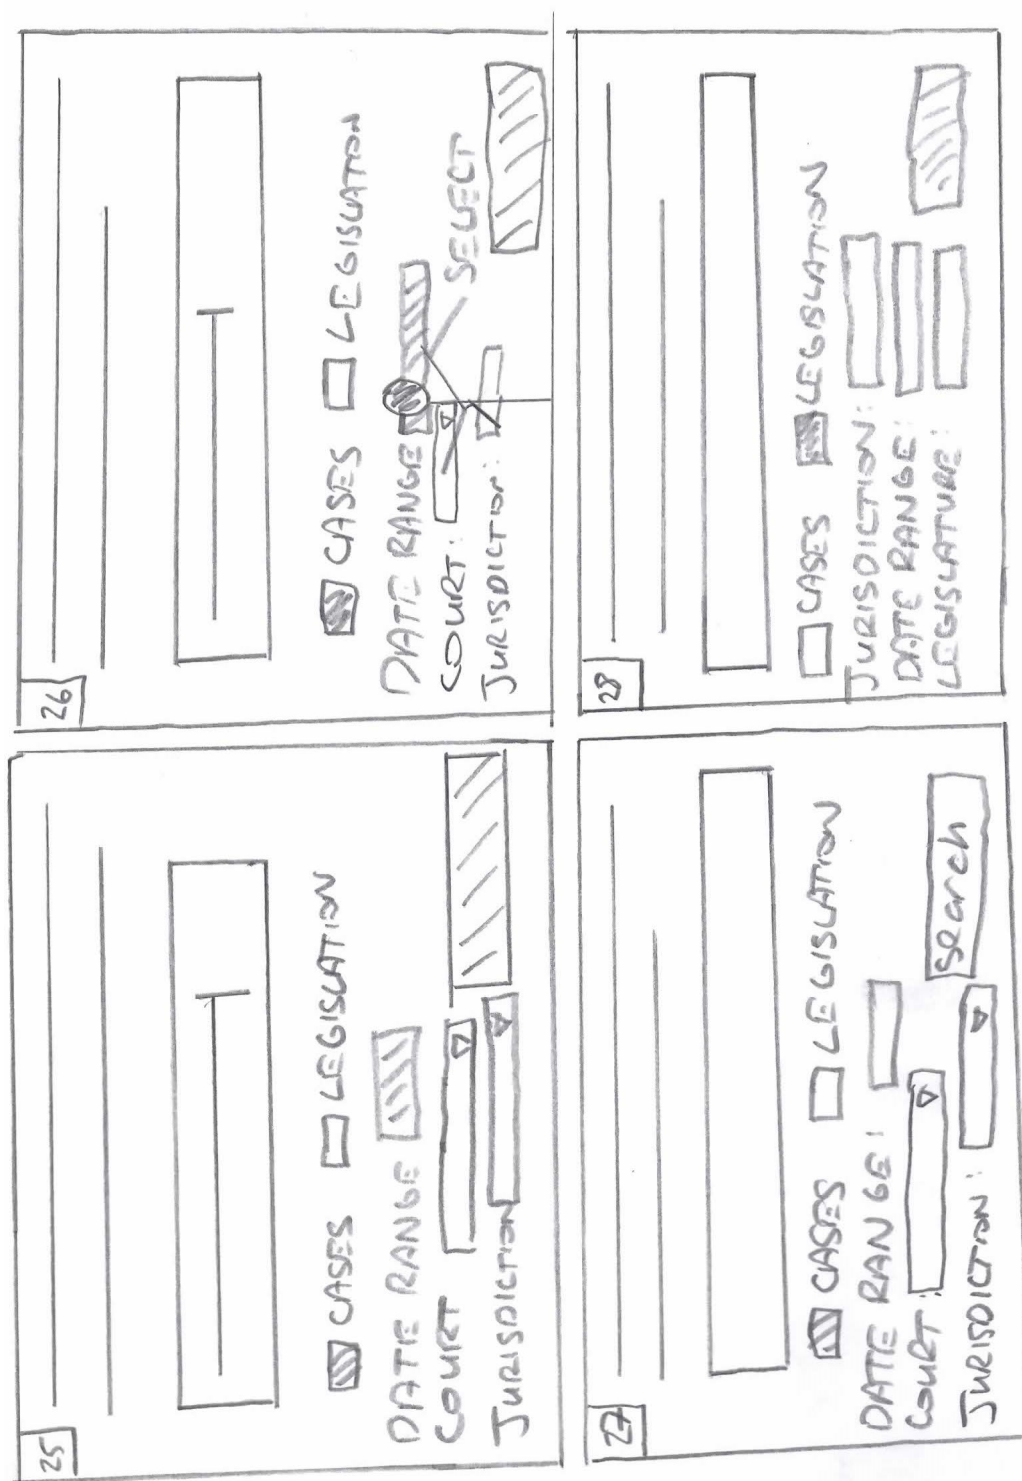 25
CASES LEGISLATION
DATE RANGE
COURT
JURISDICTION
26
CASES LEGISLATION
DATE RANGE
COURT: SELECT
JURISDICTION:
27
CASES LEGISLATION
DATE RANGE:
COURT:
search
JURISDICTION:
28
CASES LEGISLATION
JURISDICTION:
DATE RANGE:
LEGISLATURE: